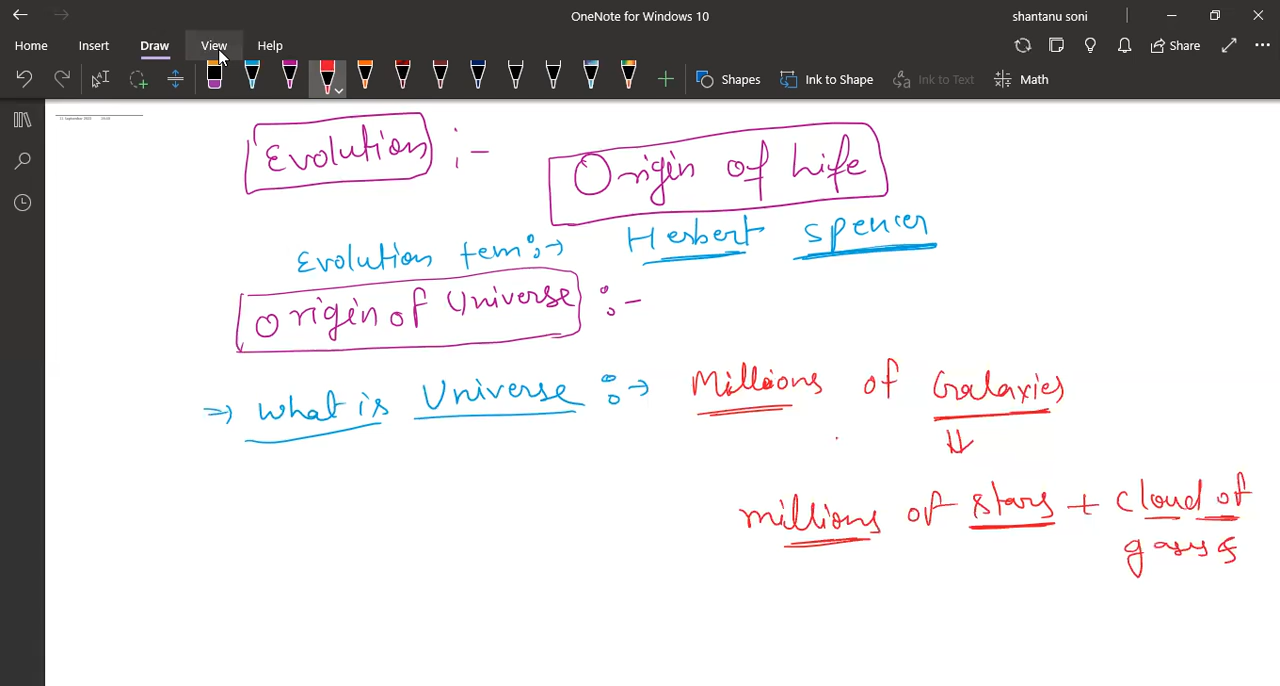 OneNote for Windows 10
shantanu soni
Home Insert Draw View Help
Share
Shapes Ink to Shape Ink to Text Math
Evolution :-
Origin of Life
Evolution tem :→ Herbert Spencer
Origin of Universe :-
⇒ What is Universe :→ Millions of Galaxies
⇓
millions of stars + cloud of